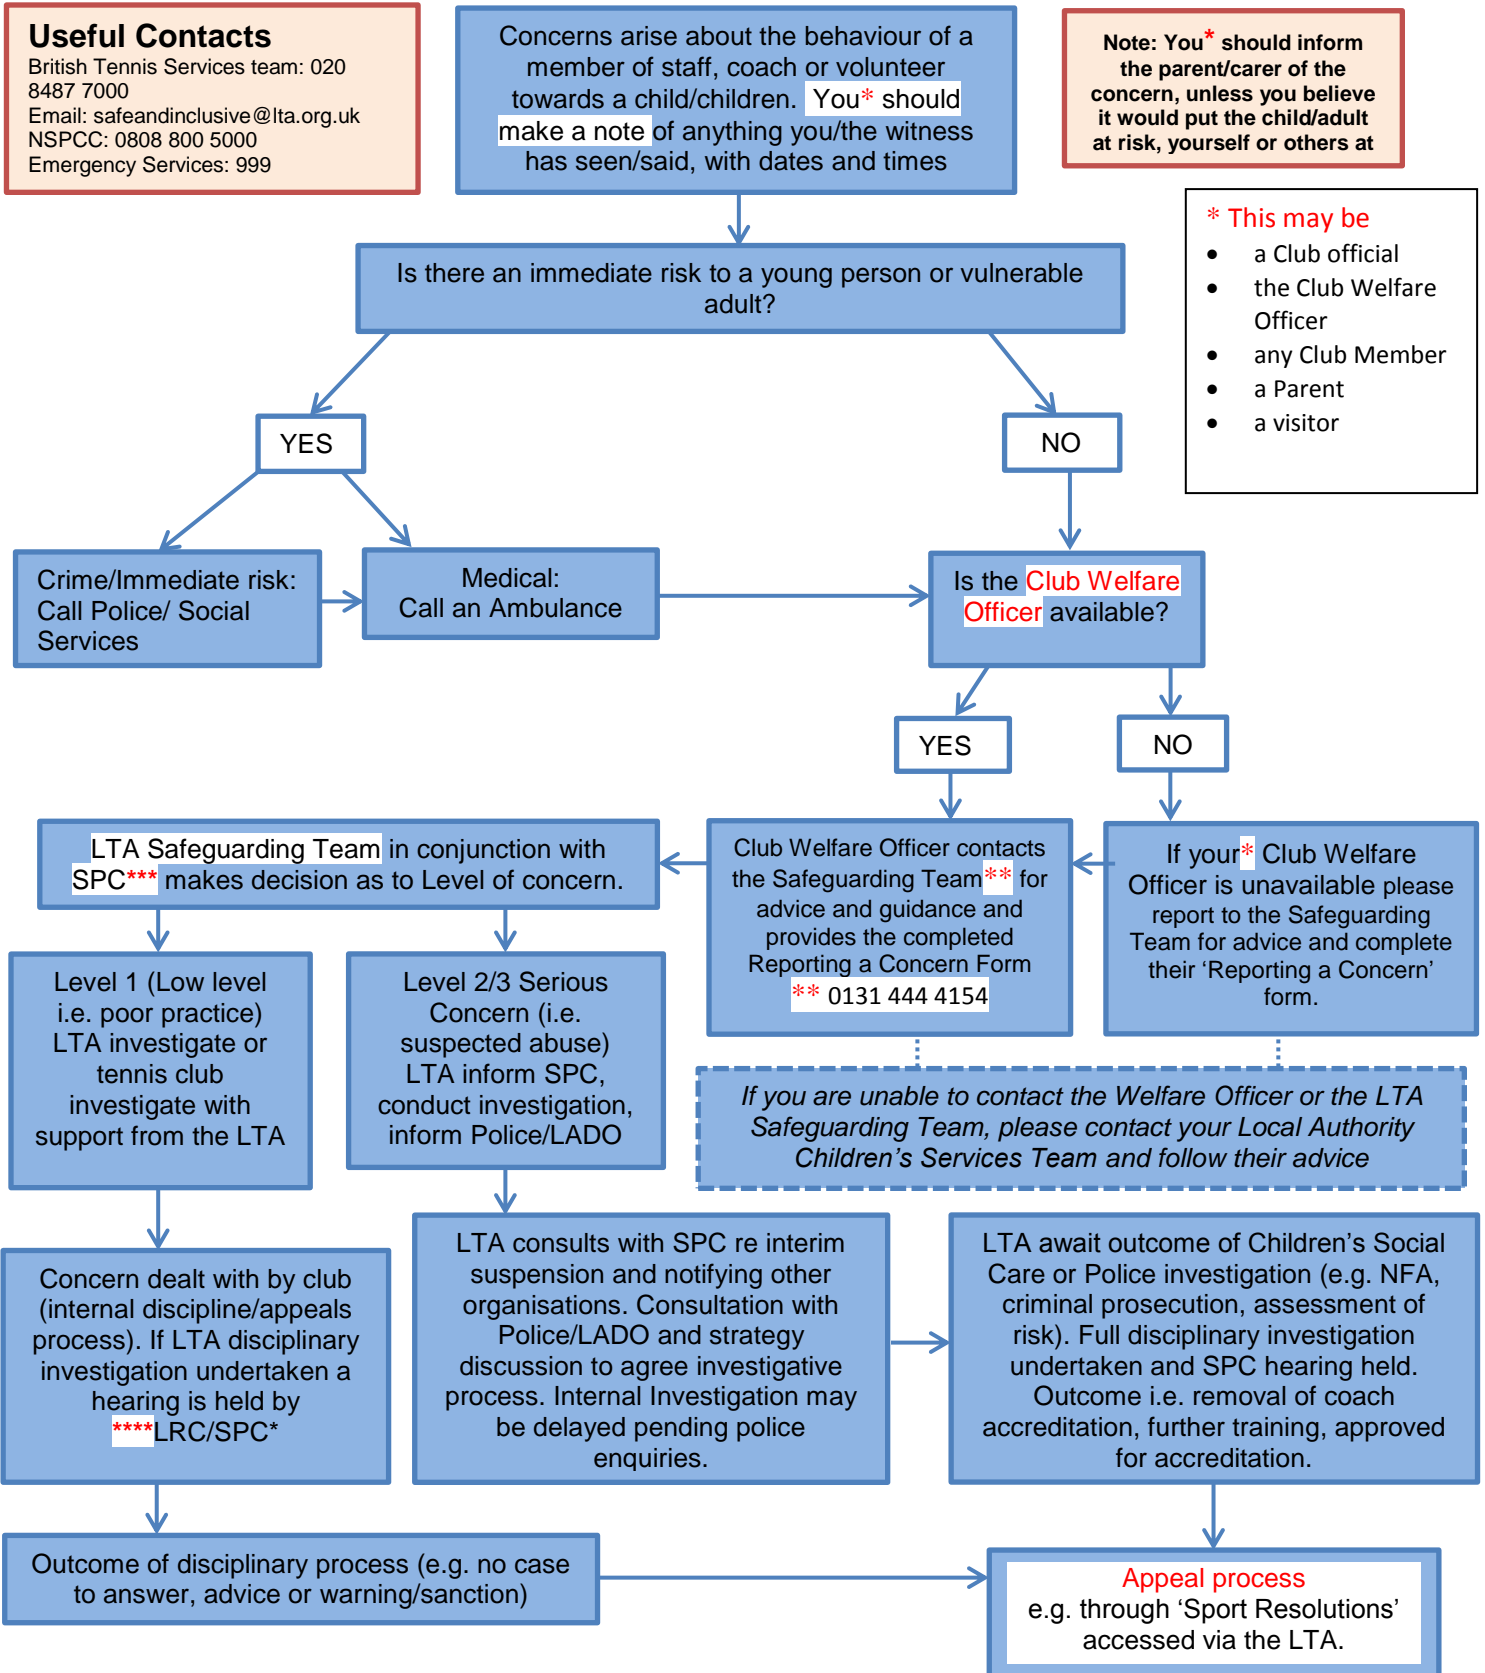 Useful Contacts
British Tennis Services team: 020
8487 7000
Email: safeandinclusive@lta.org.uk
NSPCC: 0808 800 5000
Emergency Services: 999
Concerns arise about the behaviour of a
member of staff, coach or volunteer
towards a child/children. You* should
make a note of anything you/the witness
has seen/said, with dates and times
Note: You* should inform
the parent/carer of the
concern, unless you believe
it would put the child/adult
at risk, yourself or others at
* This may be
• a Club official
• the Club Welfare
Officer
• any Club Member
• a Parent
• a visitor
Is there an immediate risk to a young person or vulnerable
adult?
YES
NO
Crime/Immediate risk:
Call Police/ Social
Services
Medical:
Call an Ambulance
Is the Club Welfare
Officer available?
YES
NO
LTA Safeguarding Team in conjunction with
SPC*** makes decision as to Level of concern.
Club Welfare Officer contacts
the Safeguarding Team** for
advice and guidance and
provides the completed
Reporting a Concern Form
** 0131 444 4154
If your* Club Welfare
Officer is unavailable please
report to the Safeguarding
Team for advice and complete
their ‘Reporting a Concern’
form.
Level 1 (Low level
i.e. poor practice)
LTA investigate or
tennis club
investigate with
support from the LTA
Level 2/3 Serious
Concern (i.e.
suspected abuse)
LTA inform SPC,
conduct investigation,
inform Police/LADO
If you are unable to contact the Welfare Officer or the LTA
Safeguarding Team, please contact your Local Authority
Children’s Services Team and follow their advice
Concern dealt with by club
(internal discipline/appeals
process). If LTA disciplinary
investigation undertaken a
hearing is held by
****LRC/SPC*
LTA consults with SPC re interim
suspension and notifying other
organisations. Consultation with
Police/LADO and strategy
discussion to agree investigative
process. Internal Investigation may
be delayed pending police
enquiries.
LTA await outcome of Children’s Social
Care or Police investigation (e.g. NFA,
criminal prosecution, assessment of
risk). Full disciplinary investigation
undertaken and SPC hearing held.
Outcome i.e. removal of coach
accreditation, further training, approved
for accreditation.
Outcome of disciplinary process (e.g. no case
to answer, advice or warning/sanction)
Appeal process
e.g. through ‘Sport Resolutions’
accessed via the LTA.